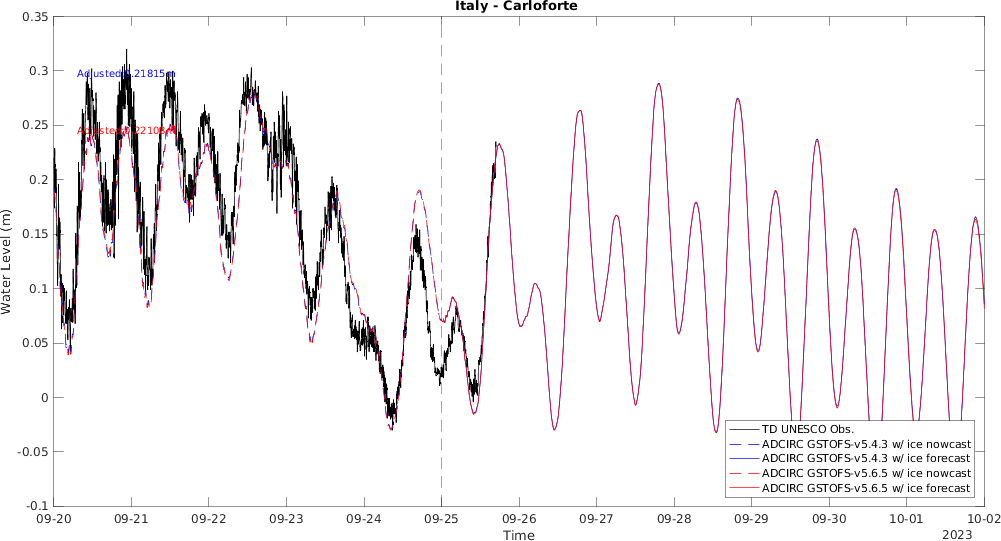 Italy - Carloforte
Water Level (m)
0.35
0.3
0.25
0.2
0.15
0.1
0.05
0
-0.05
-0.1
Adjusted
TD UNESCO Obs.
ADCIRC GSTOFS-v5.4.3 w/ ice nowcast
ADCIRC GSTOFS-v5.4.3 w/ ice forecast
ADCIRC GSTOFS-v5.6.5 w/ ice nowcast
ADCIRC GSTOFS-v5.6.5 w/ ice forecast
09-20 09-21 09-22 09-23 09-24 09-25 09-26 09-27 09-28 09-29 09-30 10-01 10-02
Time
2023